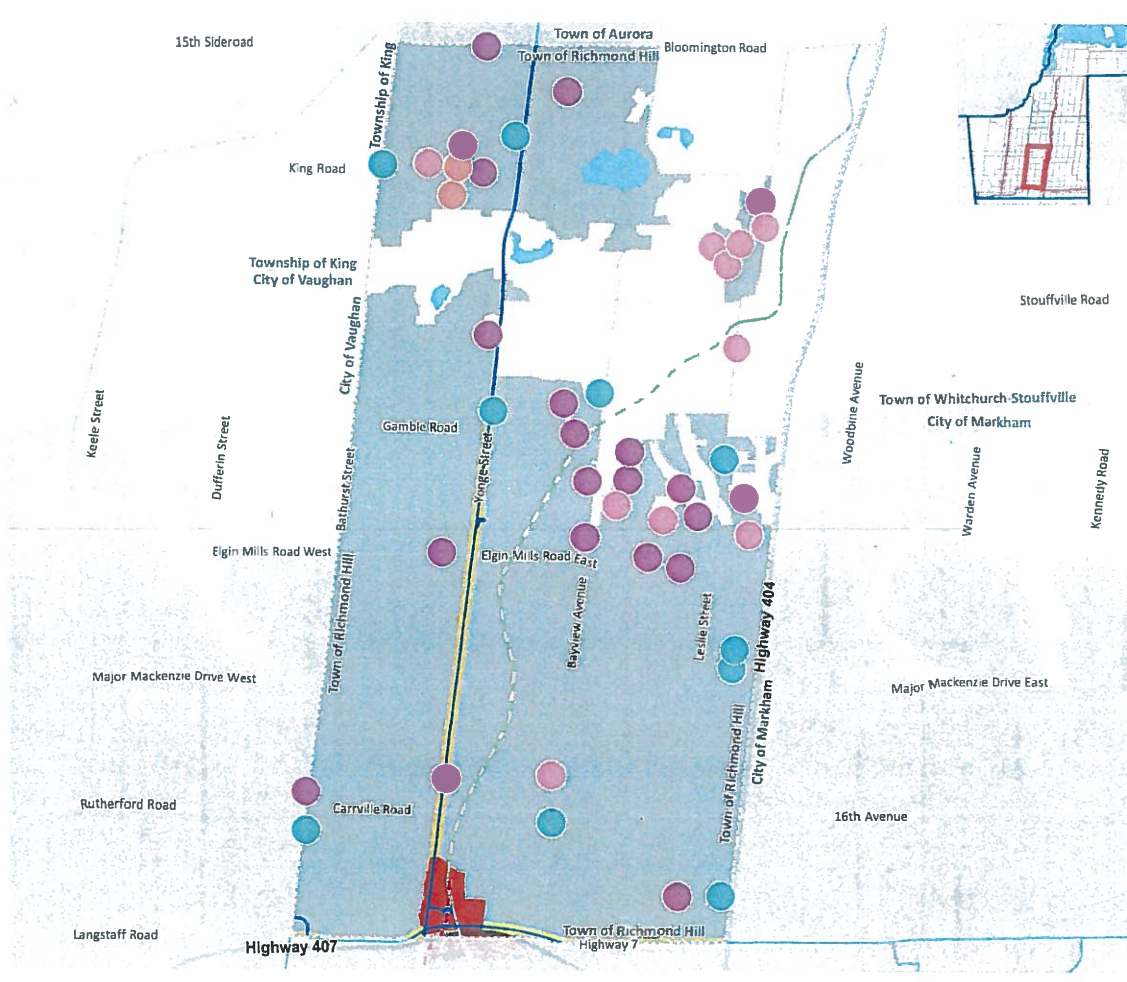 15th Sideroad
Town of Aurora
Bloomington Road
Town of Richmond Hill
Township of King
King Road
Township of King
City of Vaughan
City of Vaughan
Stouffville Road
Keele Street
Dufferin Street
Gamble Road
Yonge Street
Bathurst Street
Woodbine Avenue
Town of Whitchurch-Stouffville
City of Markham
Warden Avenue
Kennedy Road
Elgin Mills Road West
Elgin Mills Road East
Town of Richmond Hill
Bayview Avenue
Leslie Street
Highway 404
Major Mackenzie Drive West
Major Mackenzie Drive East
Town of Richmond Hill
City of Markham
Rutherford Road
Carrville Road
16th Avenue
Langstaff Road
Highway 407
Town of Richmond Hill
Highway 7